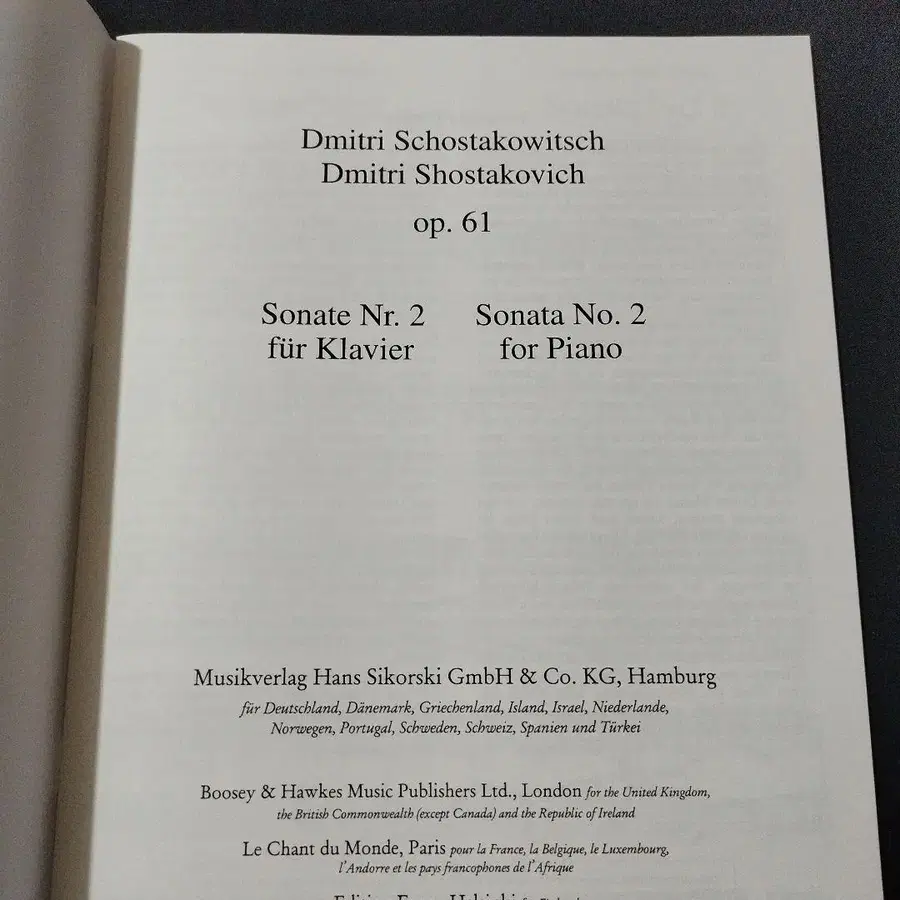 Dmitri Schostakowitsch
Dmitri Shostakovich
op. 61
Sonate Nr. 2
für Klavier
Sonata No. 2
for Piano
Musikverlag Hans Sikorski GmbH & Co. KG, Hamburg
für Deutschland, Dänemark, Griechenland, Island, Israel, Niederlande,
Norwegen, Portugal, Schweden, Schweiz, Spanien und Türkei
Boosey & Hawkes Music Publishers Ltd., London for the United Kingdom,
the British Commonwealth (except Canada) and the Republic of Ireland
Le Chant du Monde, Paris pour la France, la Belgique, le Luxembourg,
l'Andorre et les pays francophones de l'Afrique